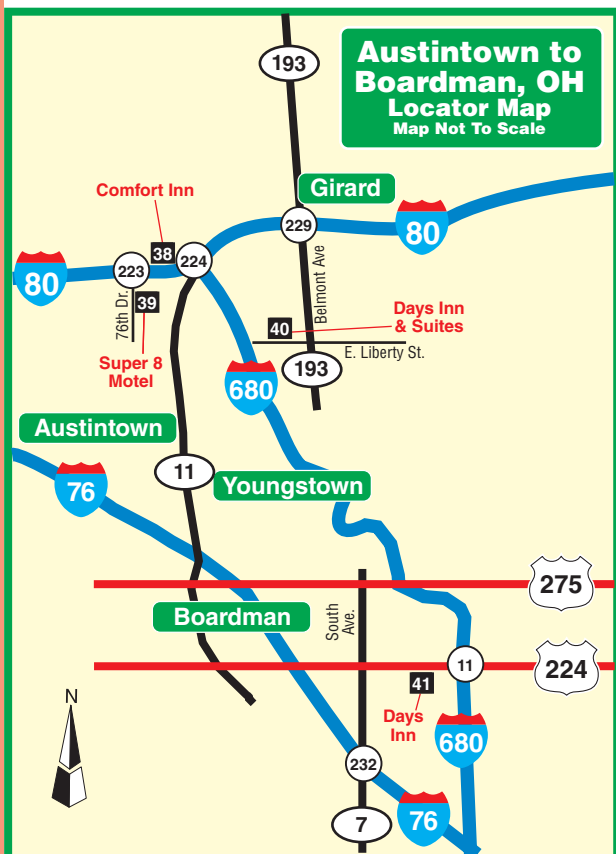 Austintown to
Boardman, OH
Locator Map
Map Not To Scale
193
Girard
Comfort Inn
229
80
38
224
80
223
39
76th Dr.
Belmont Ave
Days Inn
& Suites
40
E. Liberty St.
Super 8
Motel
193
680
Austintown
11
76
Youngstown
275
Boardman
South
Ave.
11
224
41
N
Days
Inn
680
232
76
7